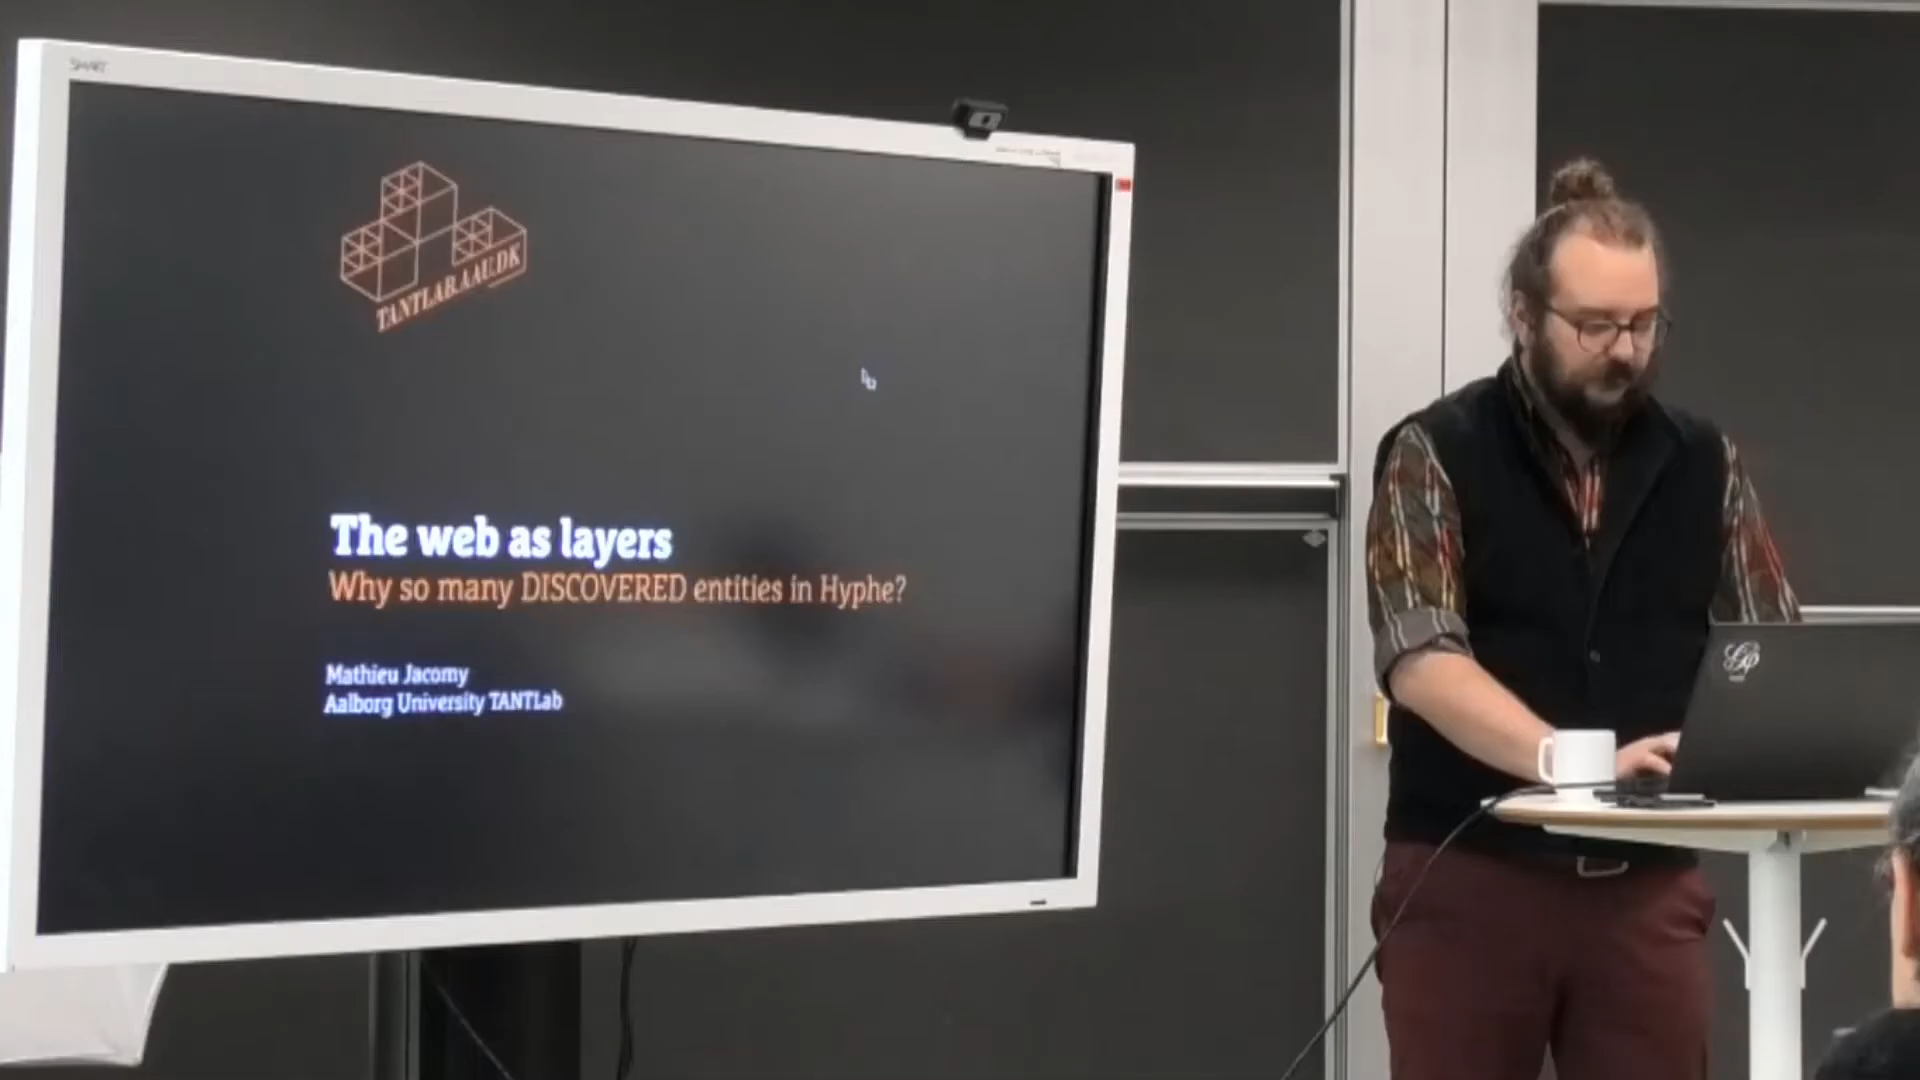 SMART
TANTLAB.AAU.DK
The web as layers
Why so many DISCOVERED entities in Hyphe?
Mathieu Jacomy
Aalborg University TANTLab